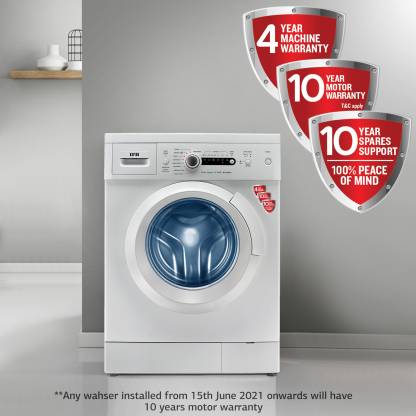 4 YEAR
MACHINE
WARRANTY
10 YEAR
MOTOR
WARRANTY
T&C apply
10 YEAR
SPARES
SUPPORT
100% PEACE
OF MIND
IFB
**Any wahser installed from 15th June 2021 onwards will have
10 years motor warranty